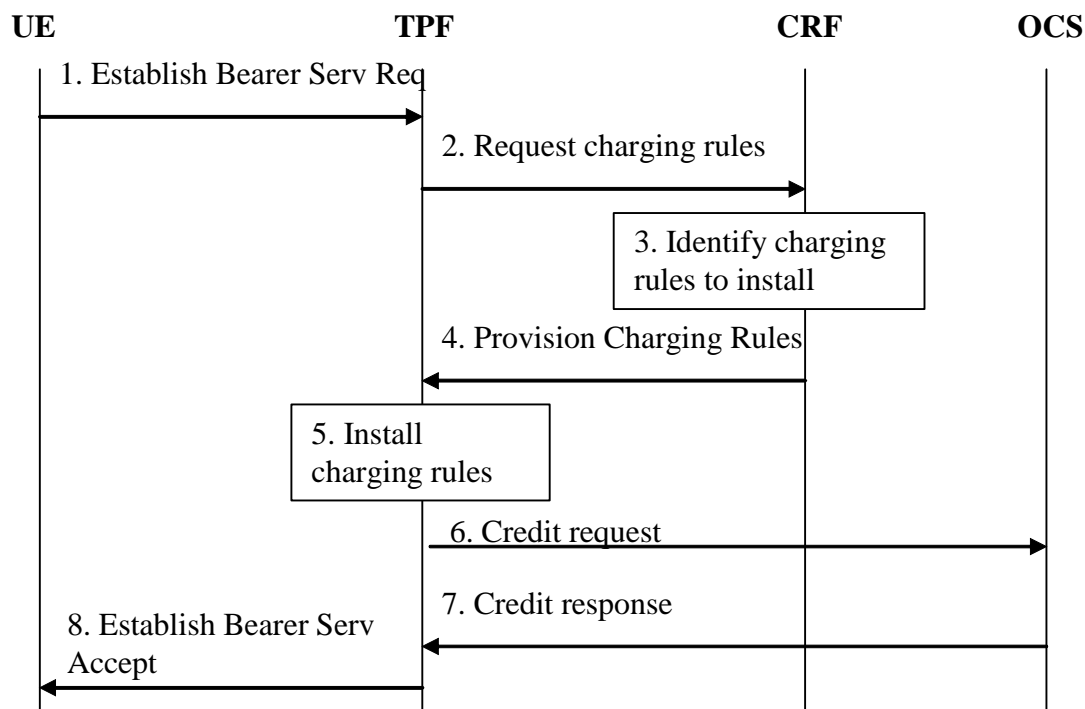 UE TPF CRF OCS
1. Establish Bearer Serv Req
2. Request charging rules
3. Identify charging
rules to install
4. Provision Charging Rules
5. Install
charging rules
6. Credit request
7. Credit response
8. Establish Bearer Serv
Accept